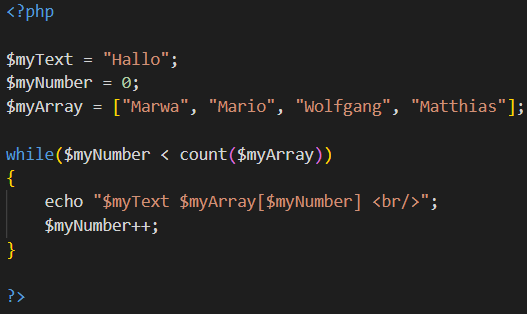 <?php
$myText = "Hallo";
$myNumber = 0;
$myArray = ["Marwa", "Mario", "Wolfgang", "Matthias"];
while($myNumber < count($myArray))
{
    echo "$myText $myArray[$myNumber] <br/>";
    $myNumber++;
}
?>